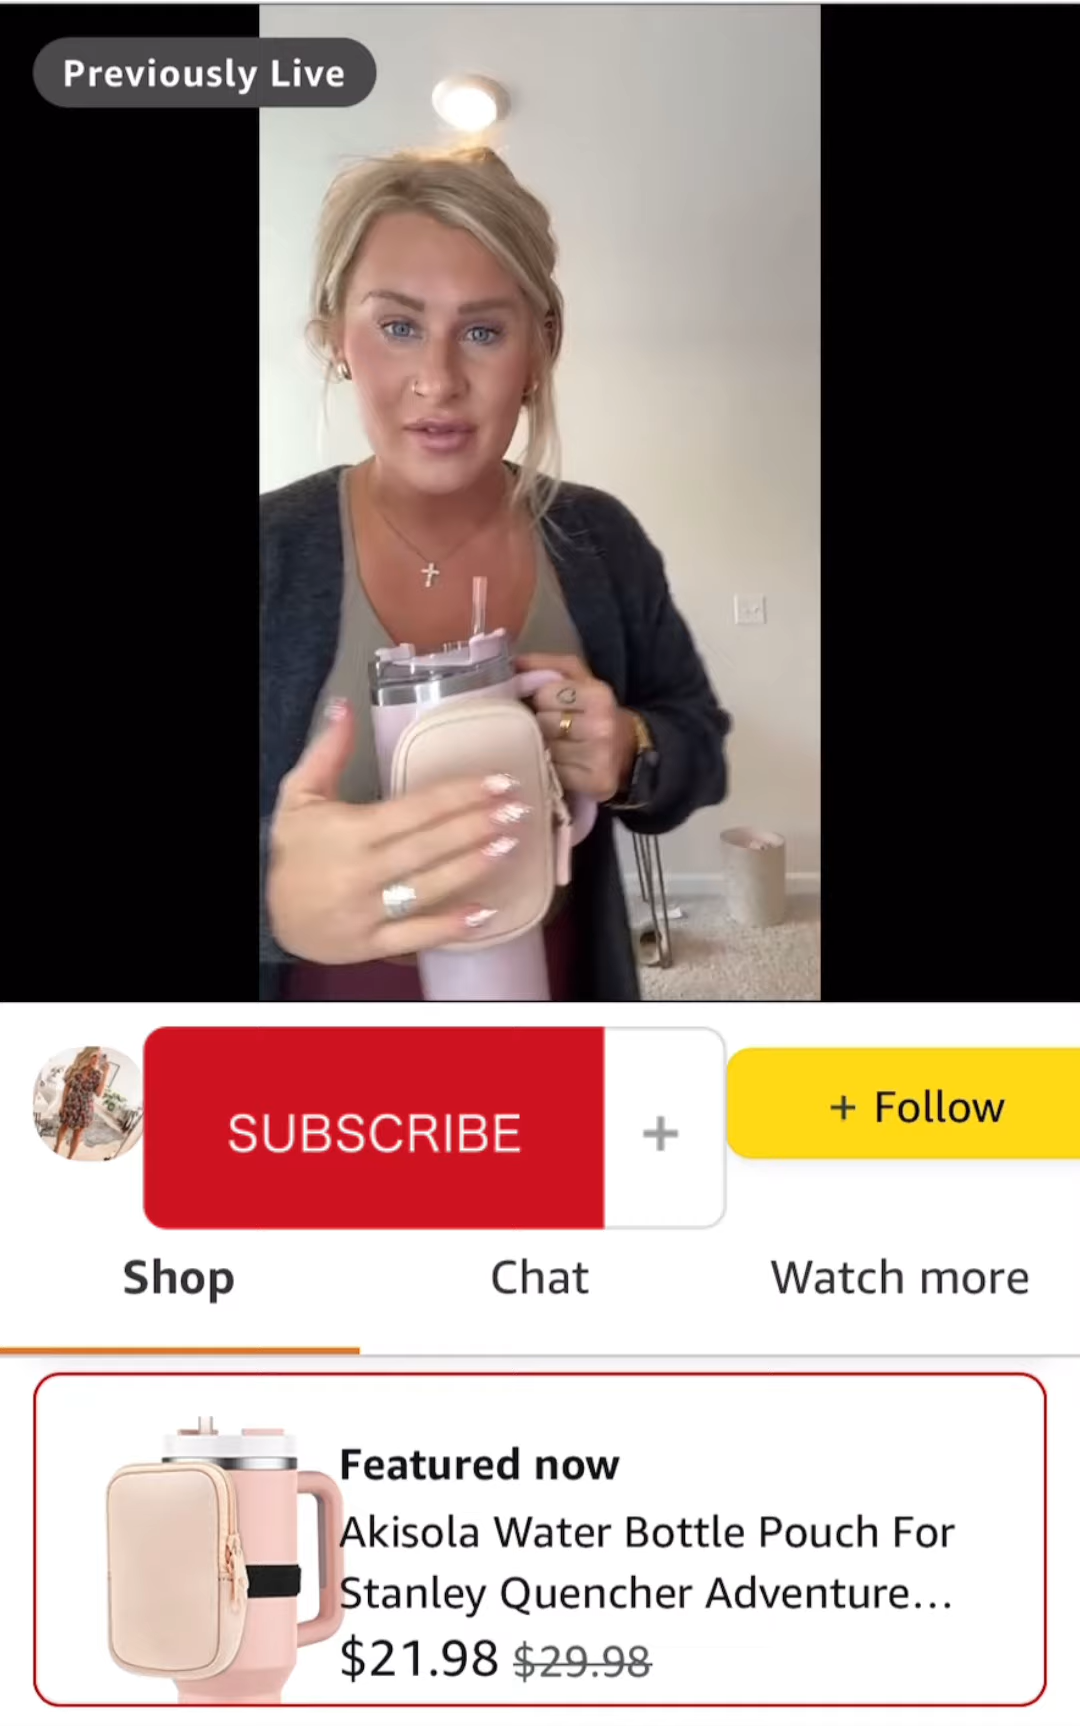 Previously Live
SUBSCRIBE
+
+ Follow
Shop
Chat
Watch more
Featured now
Akisola Water Bottle Pouch For
Stanley Quencher Adventure...
$21.98 $29.98